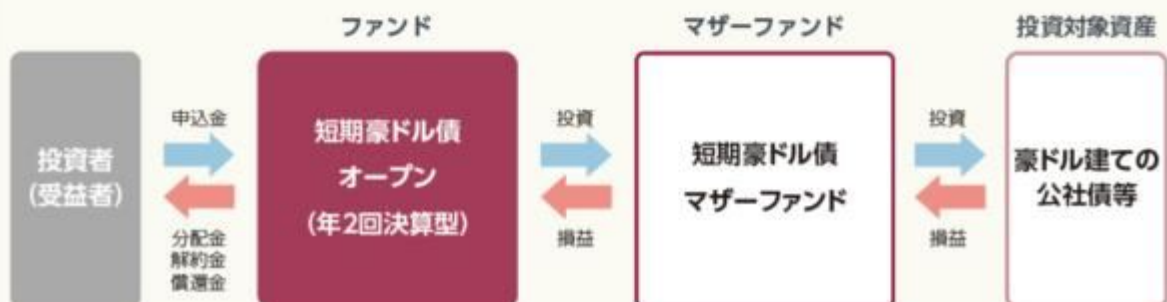 ファンド
マザーファンド
投資対象資産
投資者
(受益者)
申込金
分配金
解約金
償還金
短期豪ドル債
オープン
(年2回決算型)
投資
損益
短期豪ドル債
マザーファンド
投資
損益
豪ドル建ての
公社債等